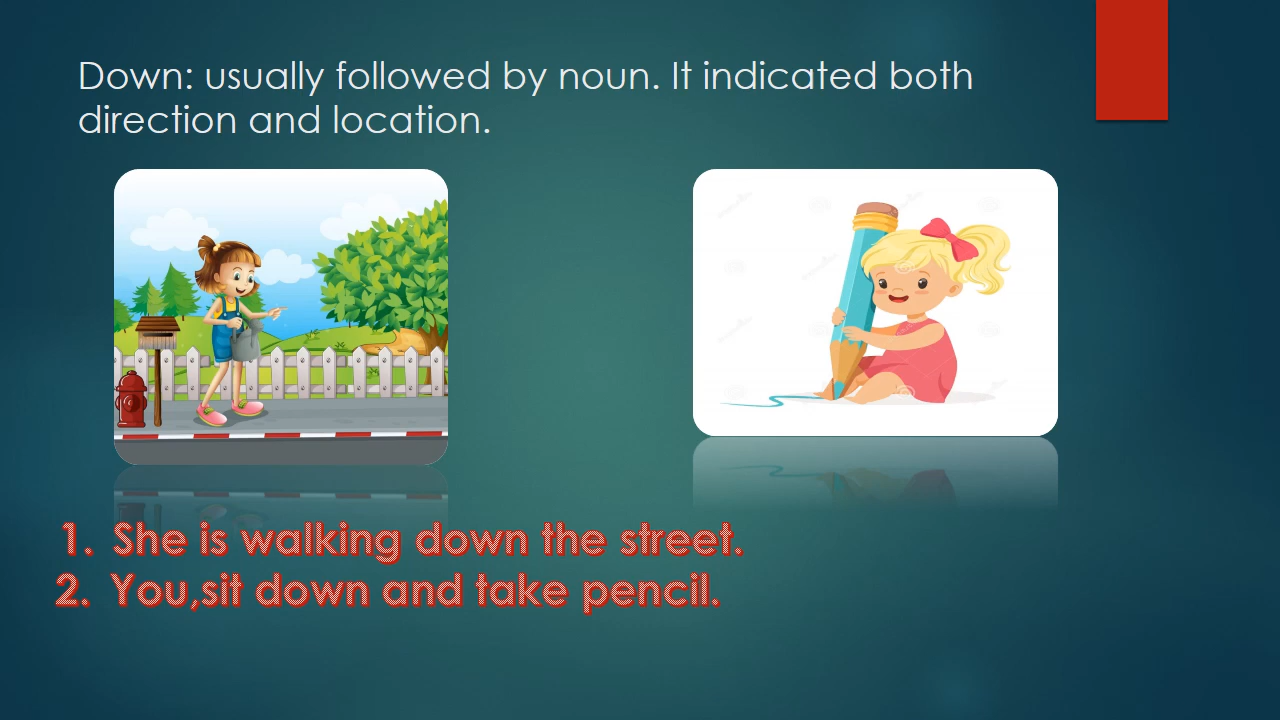 Down: usually followed by noun. It indicated both
direction and location.
1. She is walking down the street.
2. You,sit down and take pencil.